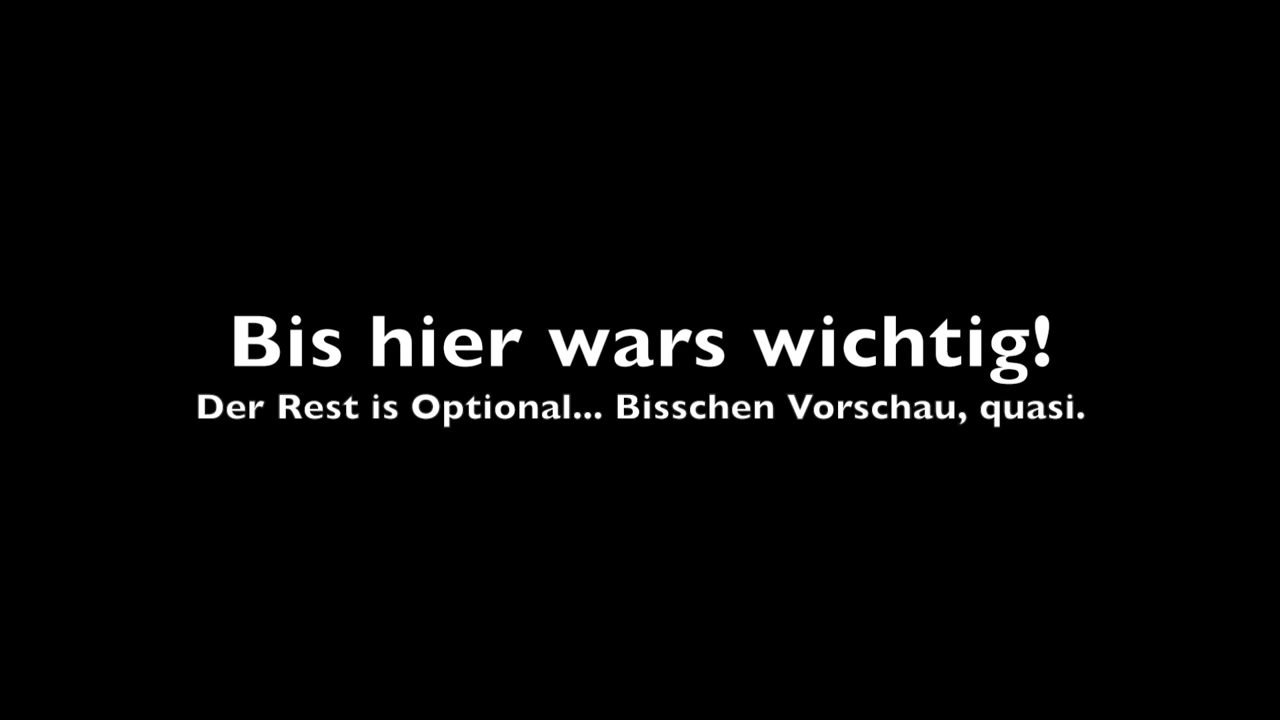 Bis hier wars wichtig!
Der Rest is Optional... Bisschen Vorschau, quasi.